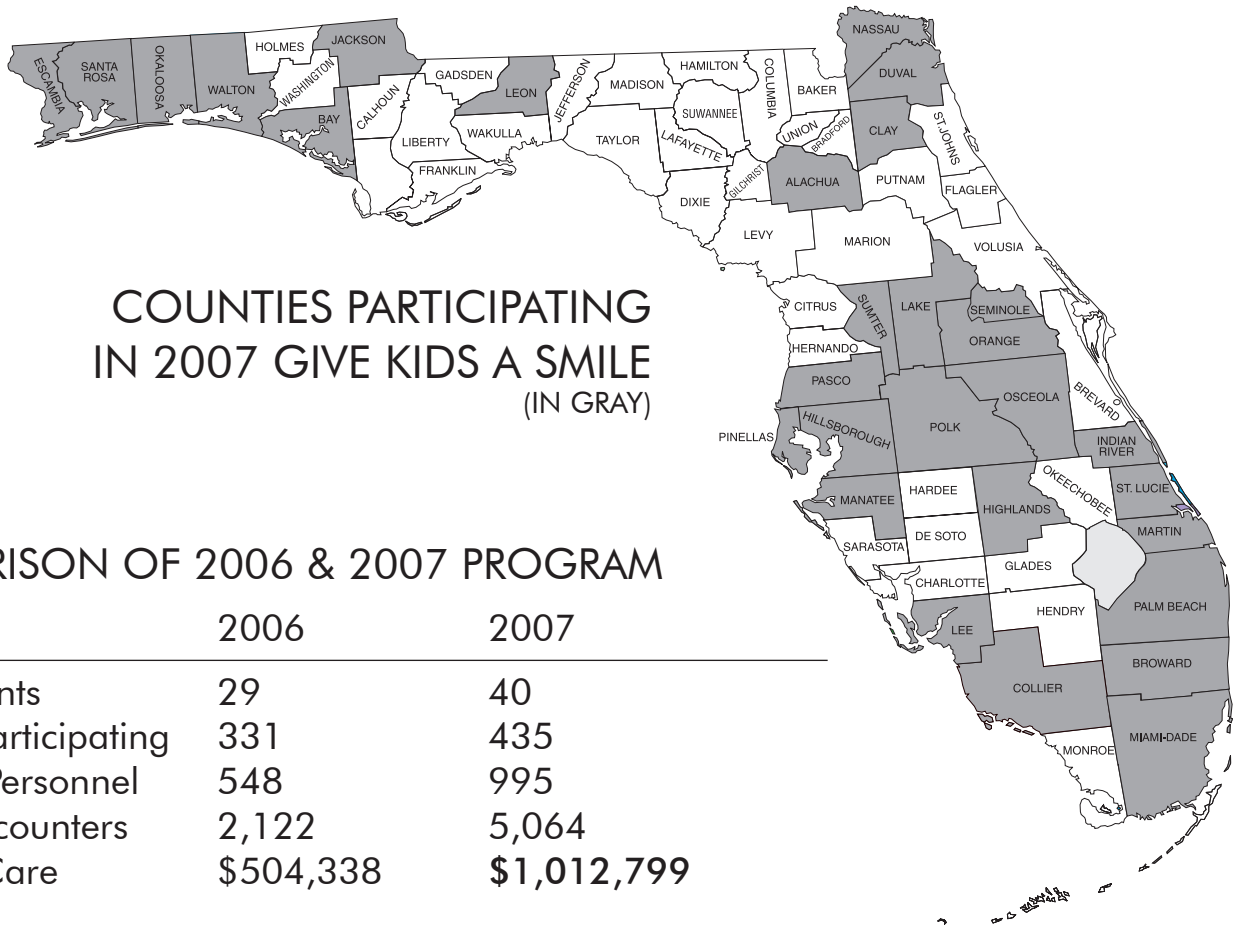 NASSAU
JACKSON
HOLMES
ESCAMBIA
SANTA
ROSA
OKALOOSA
WALTON
WASHINGTON
BAY
CALHOUN
GADSDEN
LEON
LIBERTY
WAKULLA
FRANKLIN
JEFFERSON
MADISON
HAMILTON
TAYLOR
SUWANNEE
LAFAYETTE
COLUMBIA
BAKER
DUVAL
UNION
BRADFORD
CLAY
ST.JOHNS
DIXIE
GILCHRIST
ALACHUA
PUTNAM
FLAGLER
LEVY
MARION
VOLUSIA
COUNTIES PARTICIPATING
IN 2007 GIVE KIDS A SMILE
(IN GRAY)
CITRUS
SUMTER
LAKE
SEMINOLE
ORANGE
HERNANDO
PASCO
OSCEOLA
BREVARD
PINELLAS
HILLSBOROUGH
POLK
INDIAN
RIVER
MANATEE
HARDEE
HIGHLANDS
OKEECHOBEE
ST. LUCIE
SARASOTA
DE SOTO
MARTIN
CHARLOTTE
GLADES
LEE
HENDRY
PALM BEACH
COLLIER
BROWARD
MONROE
MIAMI-DADE
RISON OF 2006 & 2007 PROGRAM
2006 2007
nts 29 40
articipating 331 435
Personnel 548 995
counters 2,122 5,064
Care $504,338 $1,012,799